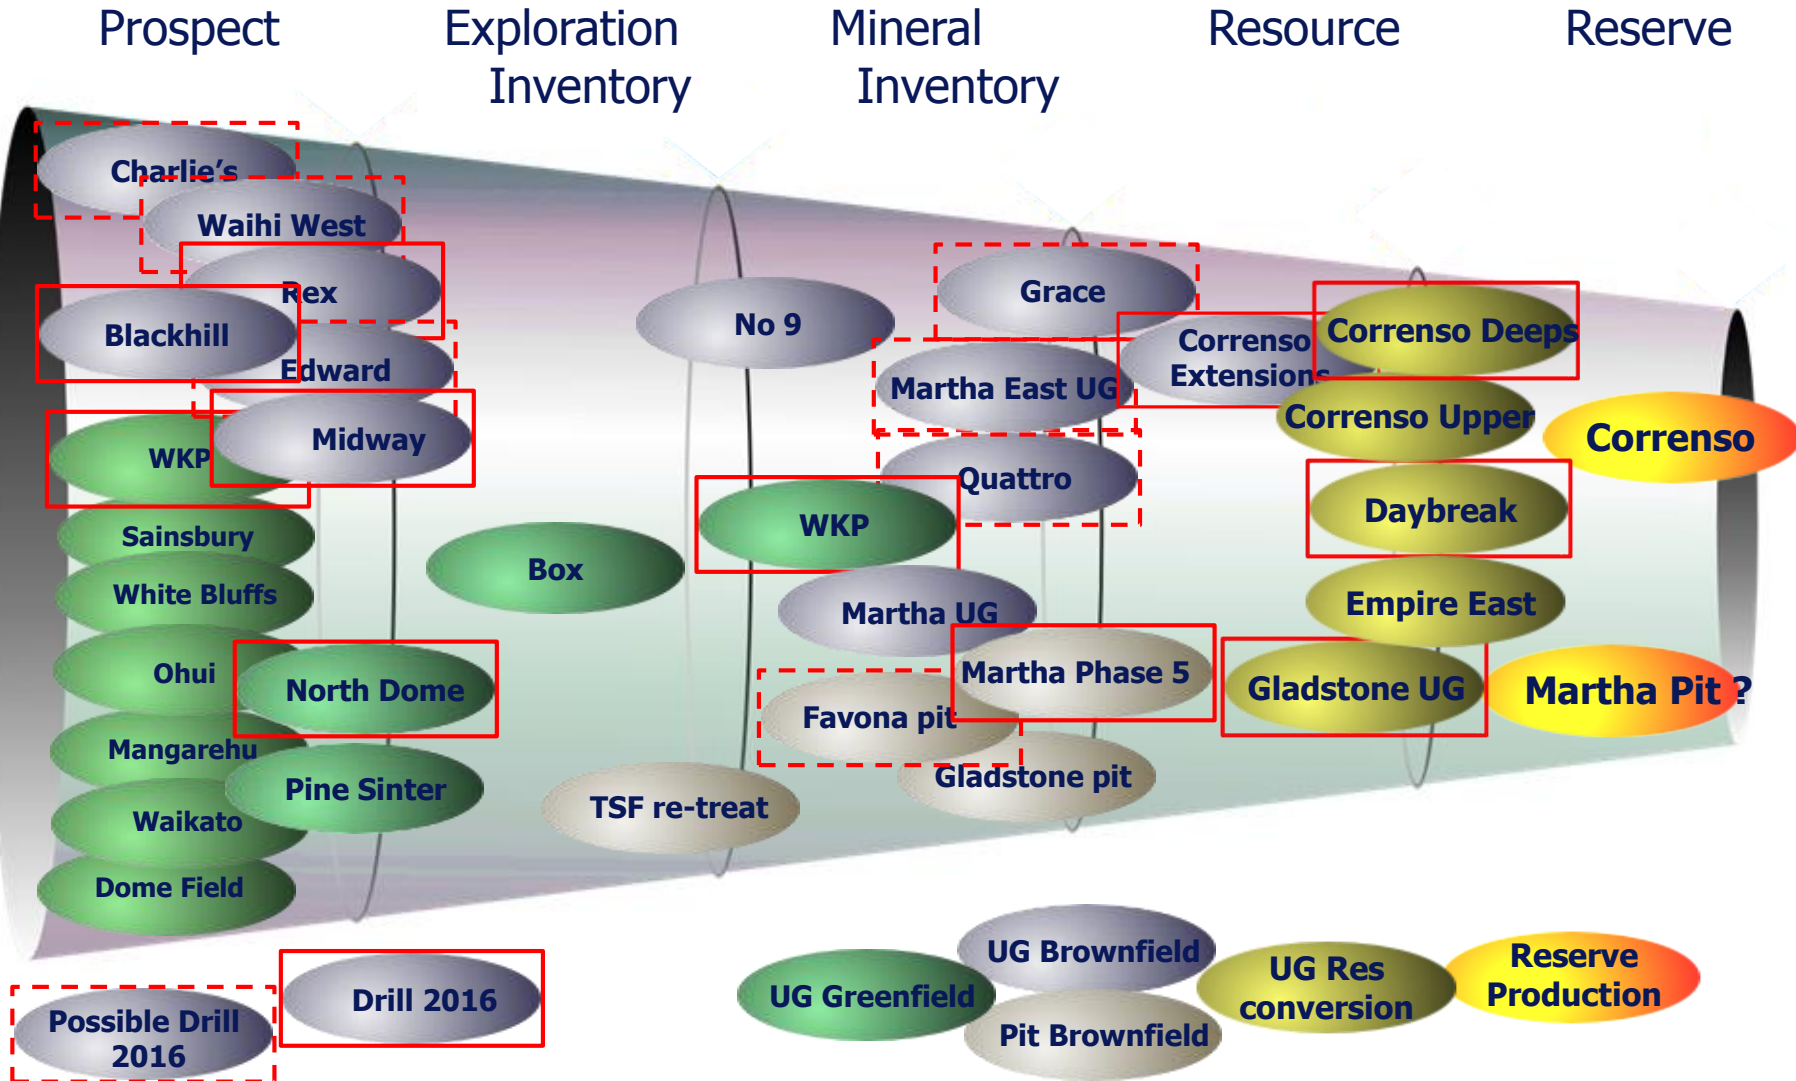 Prospect
Exploration
Inventory
Mineral
Inventory
Resource
Reserve
Charlie’s
Waihi West
Rex
Blackhill
Edward
Midway
WKP
Sainsbury
White Bluffs
Ohui
North Dome
Mangarehu
Pine Sinter
Waikato
Dome Field
No 9
Box
WKP
TSF re-treat
Grace
Martha East UG
Quattro
Martha UG
Martha Phase 5
Favona pit
Gladstone pit
Correnso
Extensions
Correnso Deeps
Correnso Upper
Daybreak
Empire East
Gladstone UG
Correnso
Martha Pit ?
Possible Drill
2016
Drill 2016
UG Greenfield
UG Brownfield
Pit Brownfield
UG Res
conversion
Reserve
Production